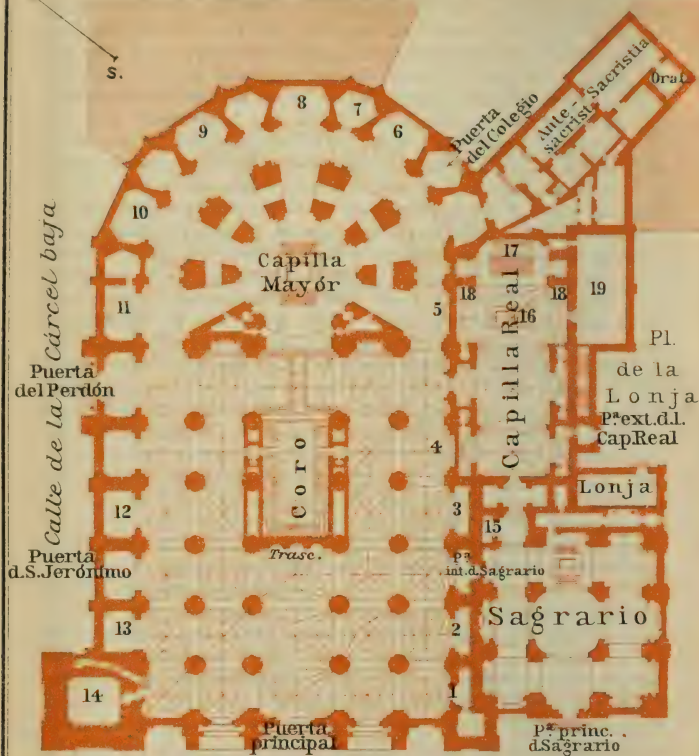 S.
8
9
7
6
Puerta
del Colegio
Ante-
sacrist.
Sacristia
Orat.
10
Calle de la Cárcel baja
Capilla
Mayór
17
18
18
19
16
5
11
Capilla Real
Pl.
de la
Lonja
Pª ext.d.l.
Cap.Real
Puerta
del Perdón
Coro
4
Lonja
12
3
15
Trasc.
Puerta
d.S.Jerónimo
pª
int.d.Sagrario
Sagrario
13
2
14
1
Puerta
principal
Pª princ.
d.Sagrario